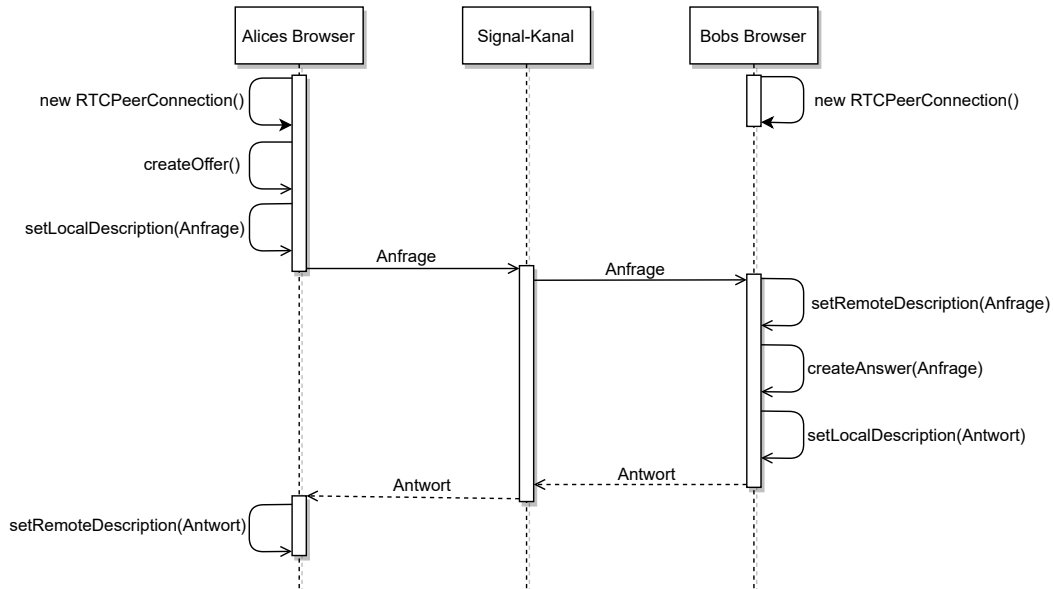 Alices Browser
Signal-Kanal
Bobs Browser
new RTCPeerConnection()
new RTCPeerConnection()
createOffer()
setLocalDescription(Anfrage)
Anfrage
Anfrage
setRemoteDescription(Anfrage)
createAnswer(Anfrage)
setLocalDescription(Antwort)
Antwort
Antwort
setRemoteDescription(Antwort)